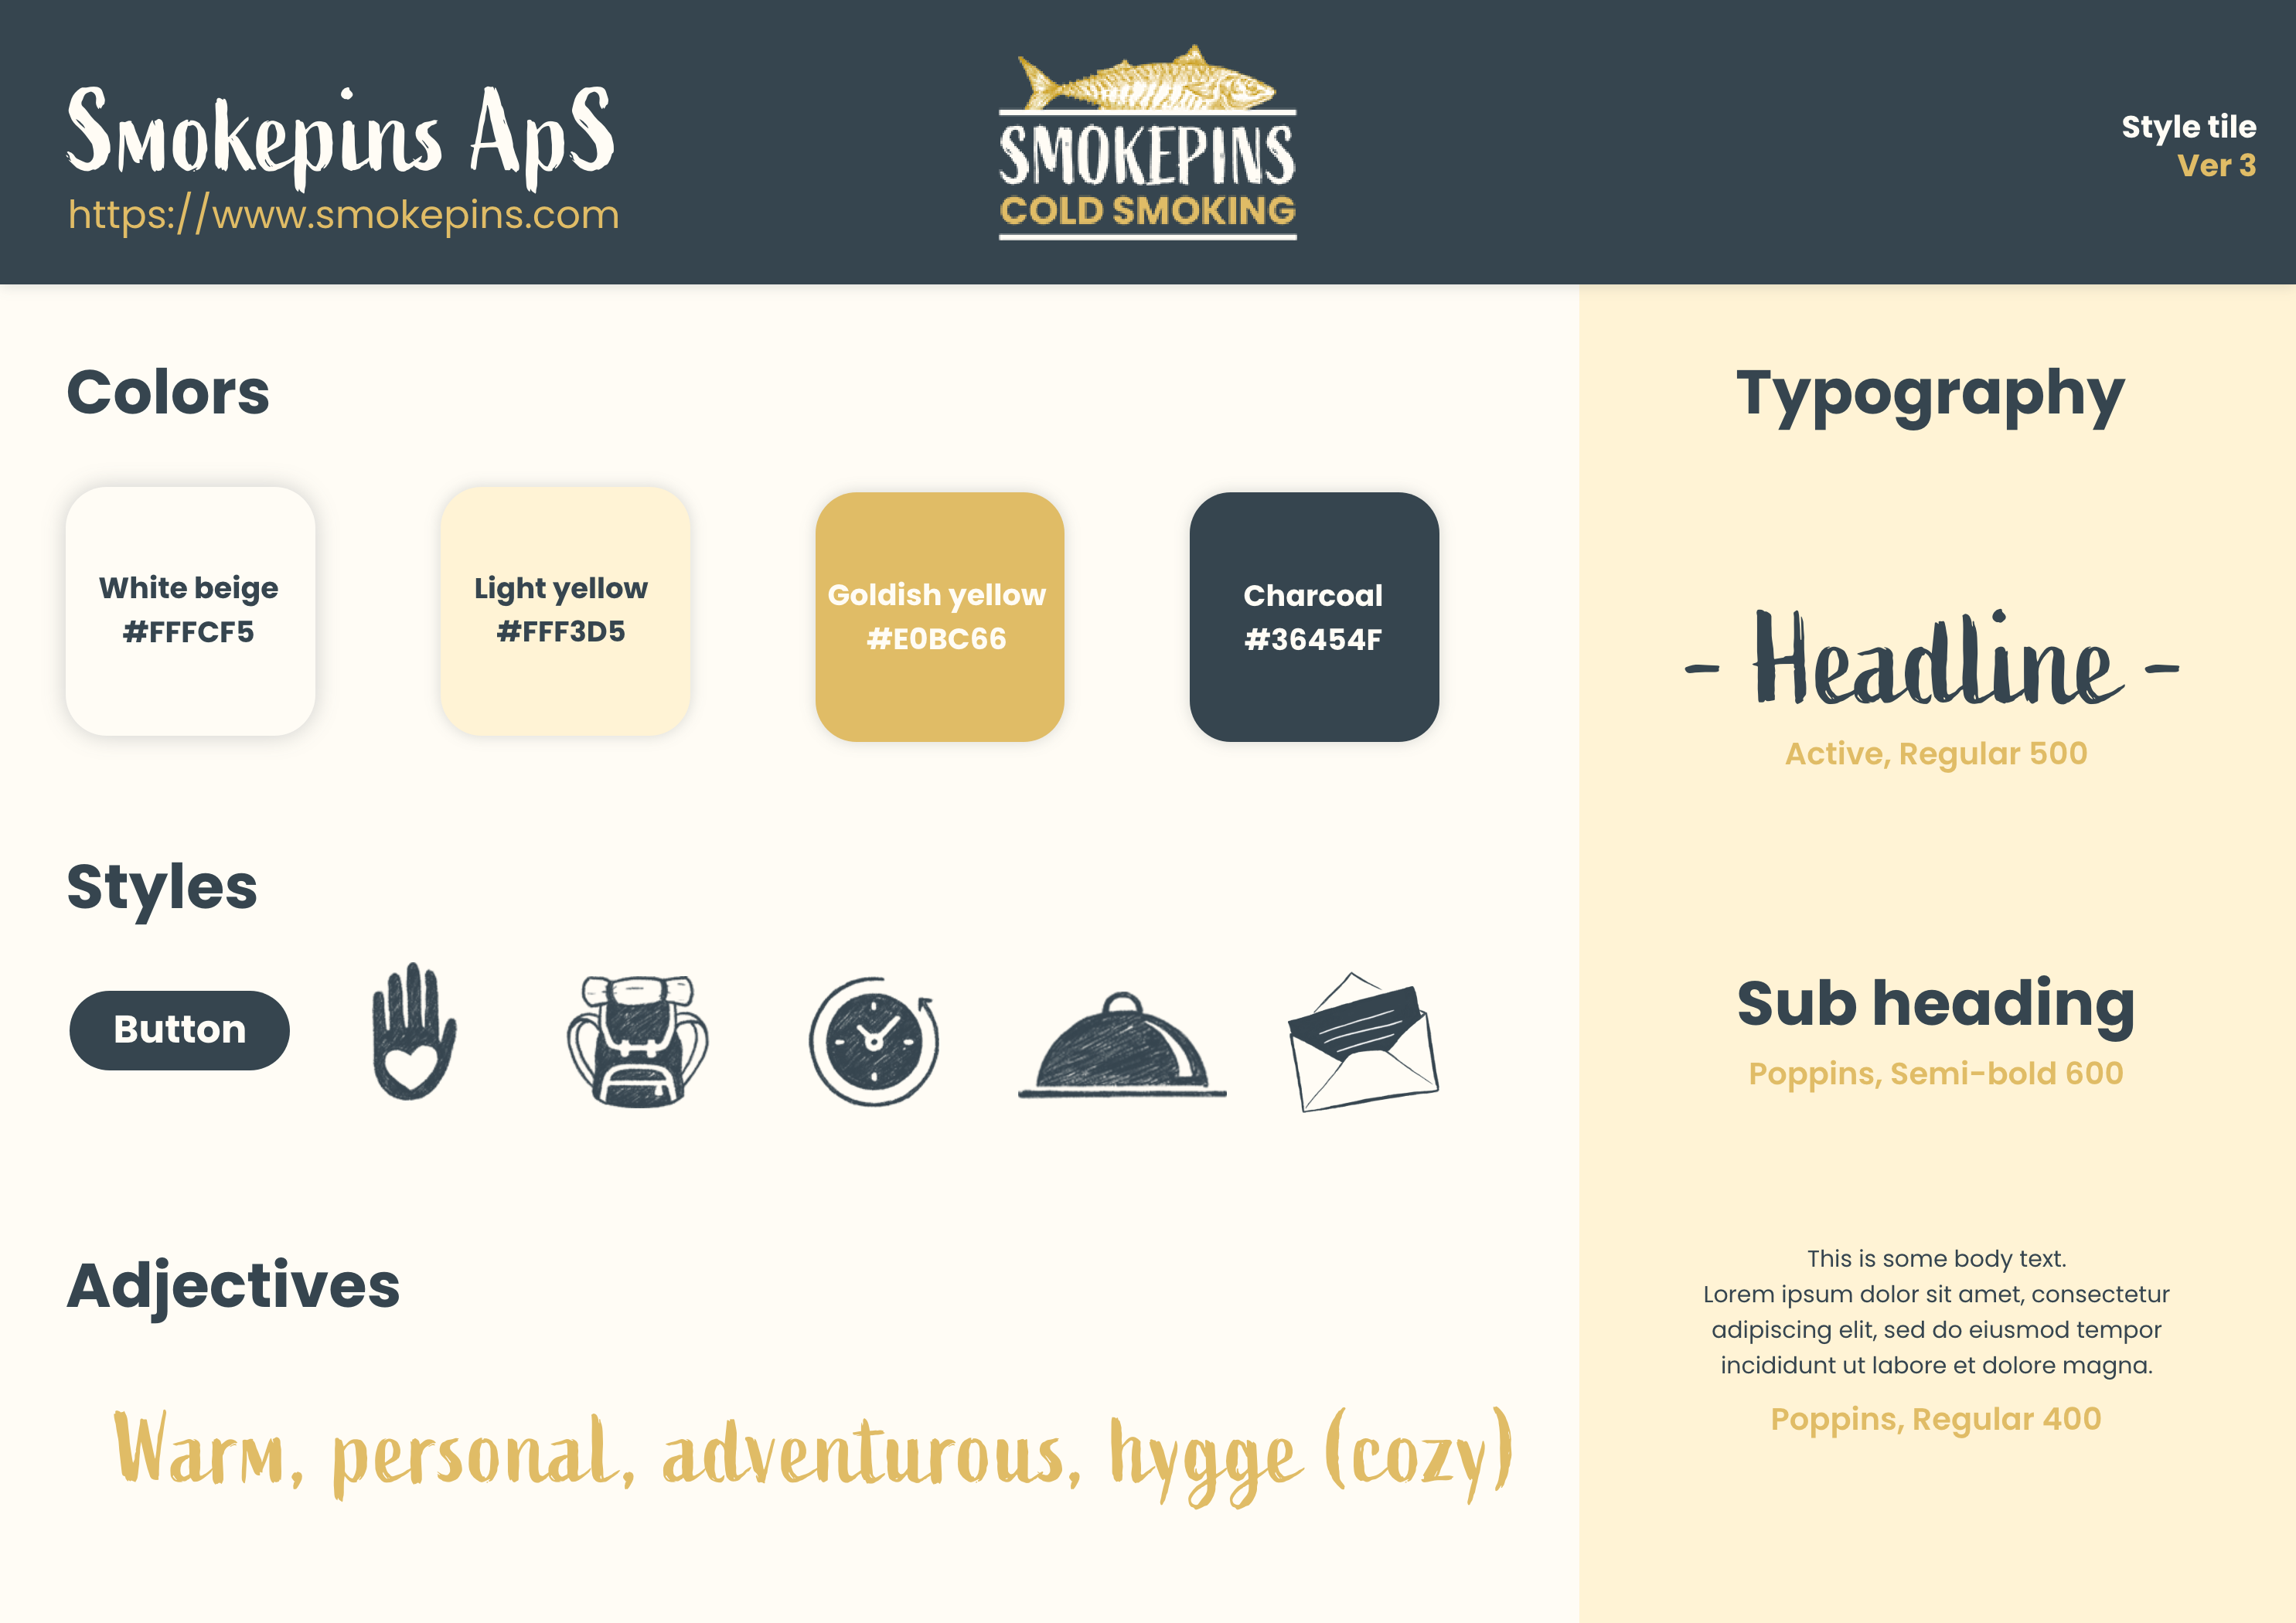 Smokepins ApS
https://www.smokepins.com
SMOKEPINS
COLD SMOKING
Style tile
Ver 3
Colors
White beige
#FFFCF5
Light yellow
#FFF3D5
Goldish yellow
#E0BC66
Charcoal
#36454F
Styles
Button
Adjectives
Warm, personal, adventurous, hygge (cozy)
Typography
- Headline -
Active, Regular 500
Sub heading
Poppins, Semi-bold 600
This is some body text.
Lorem ipsum dolor sit amet, consectetur
adipiscing elit, sed do eiusmod tempor
incididunt ut labore et dolore magna.
Poppins, Regular 400